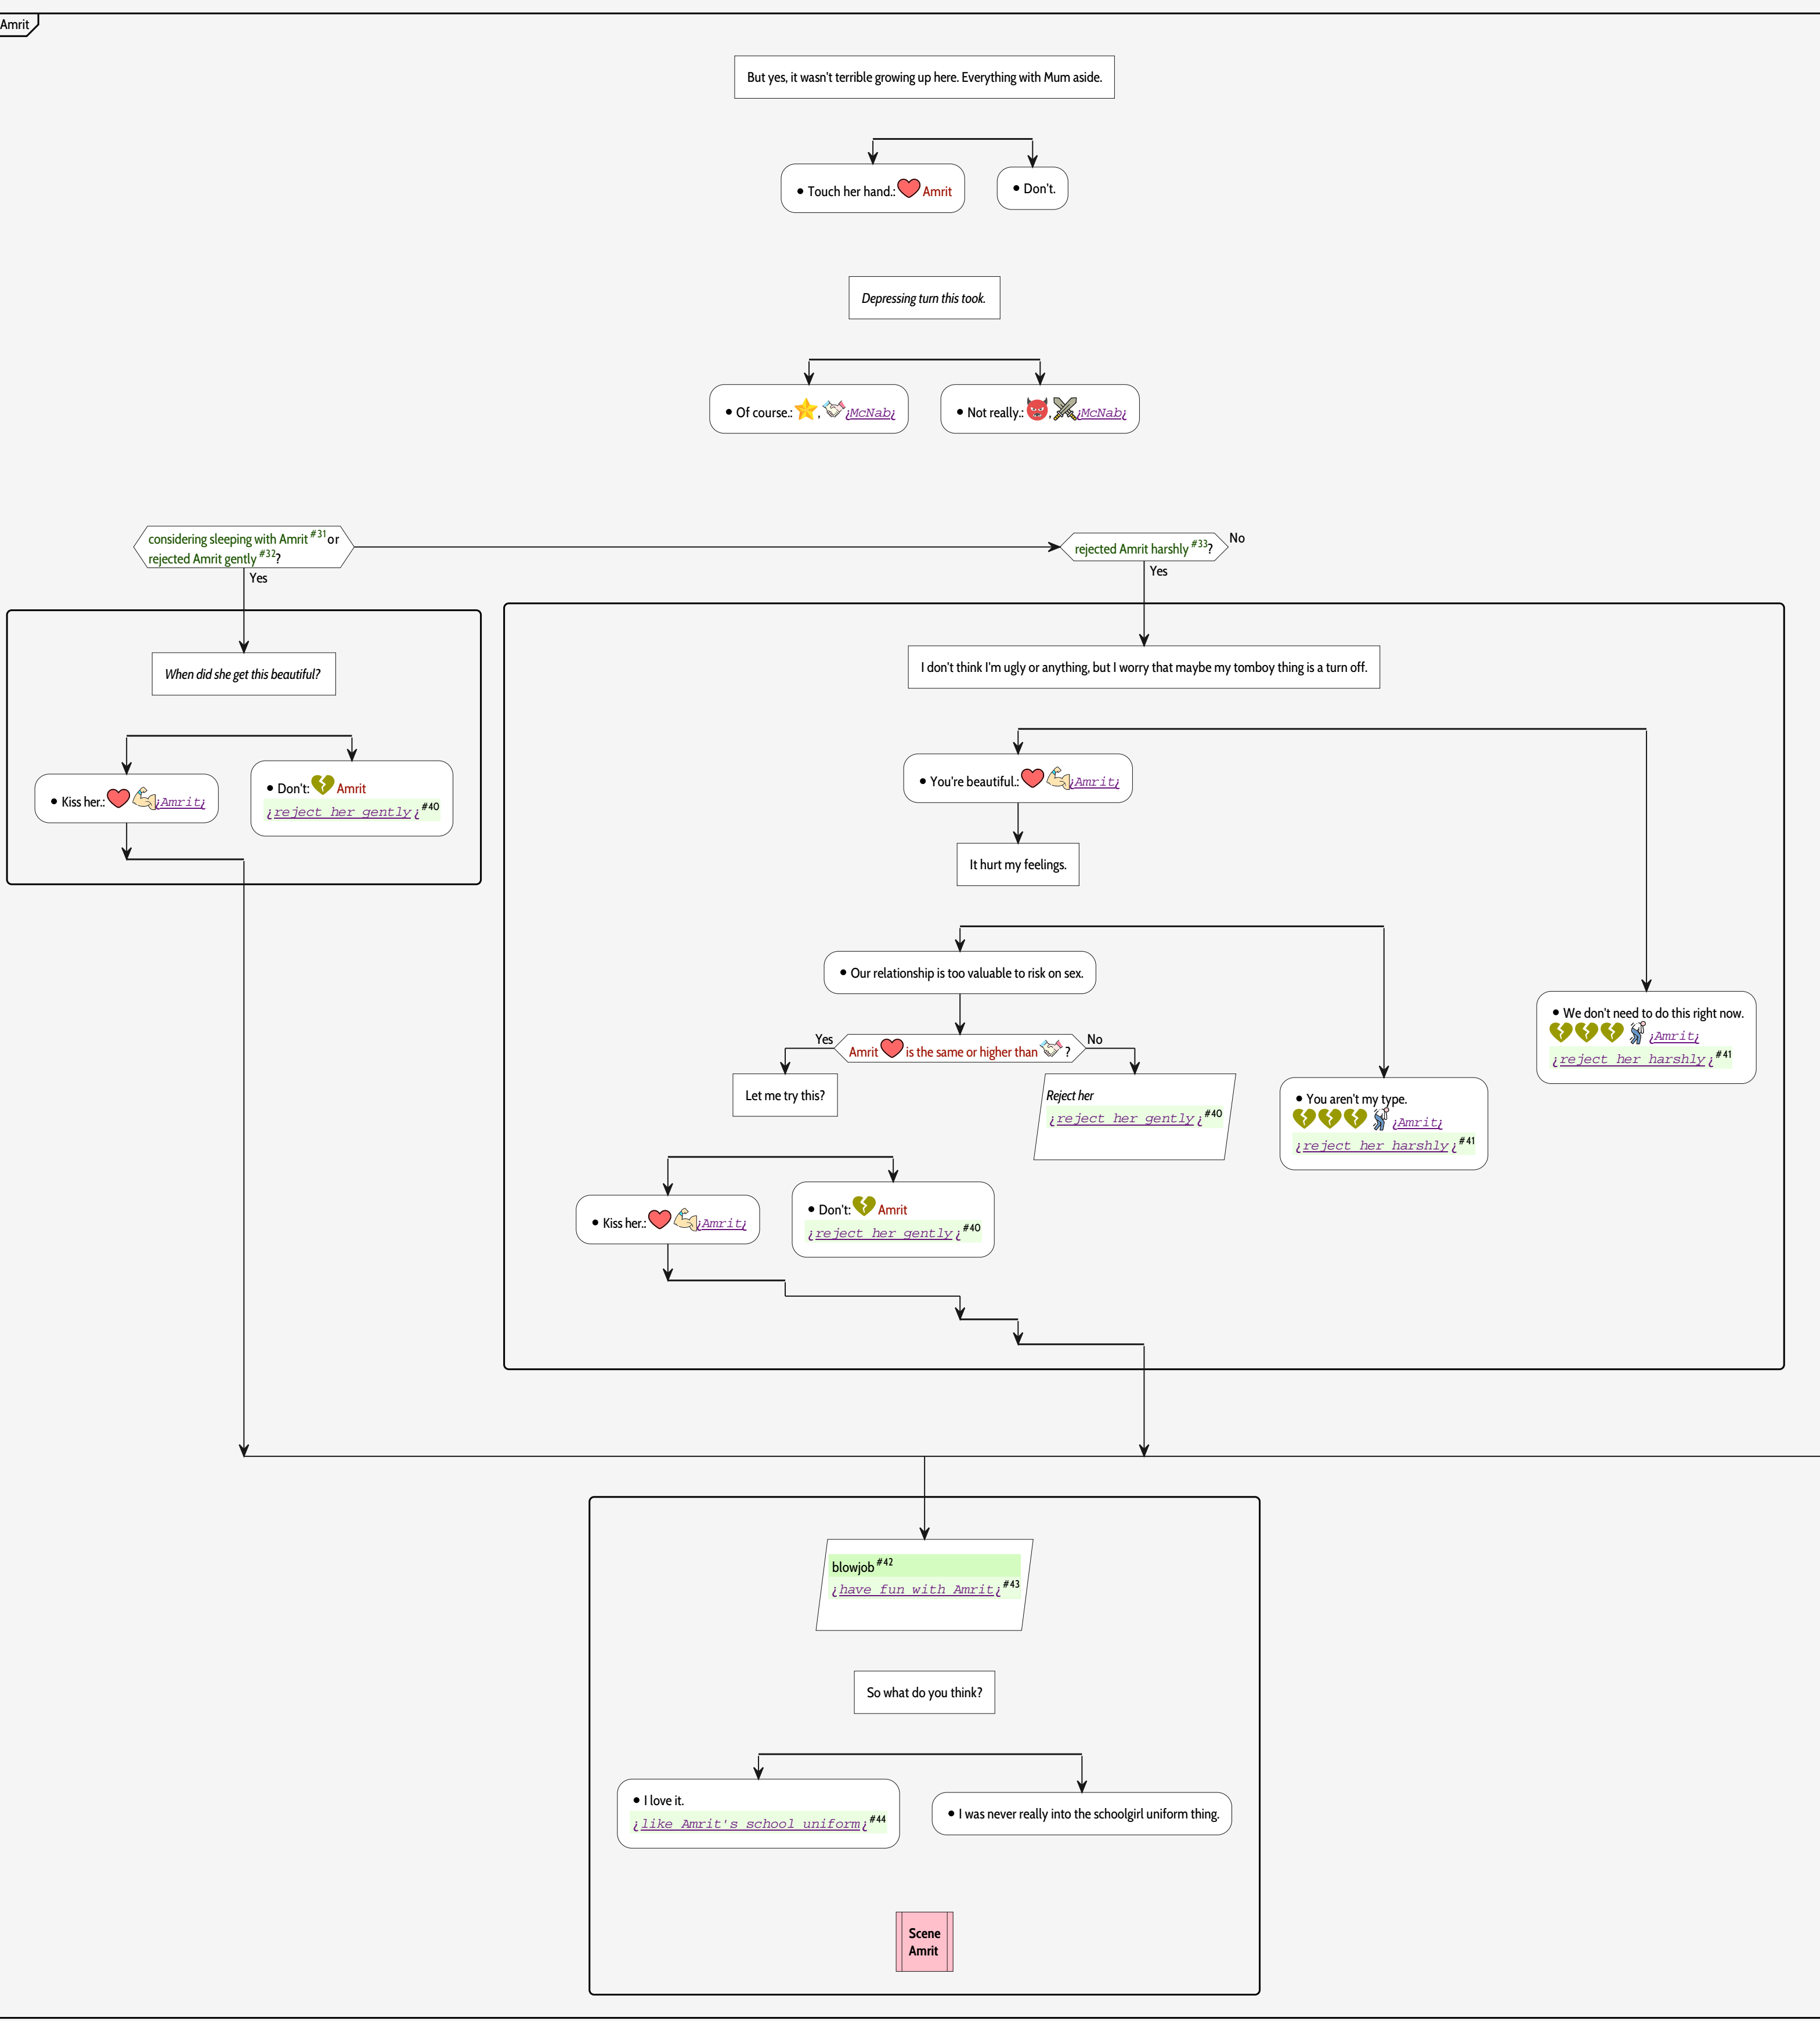 Amrit
But yes, it wasn't terrible growing up here. Everything with Mum aside.
• Touch her hand.: Amrit
• Don't.
Depressing turn this took.
• Of course.: , ¿McNab¿
• Not really.: , ¿McNab¿
considering sleeping with Amrit #31 or
rejected Amrit gently #32?
Yes
rejected Amrit harshly #33?
No
Yes
When did she get this beautiful?
• Kiss her.: ¿Amrit¿
• Don't: Amrit
¿reject her gently¿ #40
I don't think I'm ugly or anything, but I worry that maybe my tomboy thing is a turn off.
• You're beautiful.: ¿Amrit¿
It hurt my feelings.
• Our relationship is too valuable to risk on sex.
Yes
Amrit is the same or higher than ?
No
Let me try this?
Reject her
¿reject her gently¿ #40
• You aren't my type.
¿Amrit¿
¿reject her harshly¿ #41
• We don't need to do this right now.
¿Amrit¿
¿reject her harshly¿ #41
• Kiss her.: ¿Amrit¿
• Don't: Amrit
¿reject her gently¿ #40
blowjob #42
¿have fun with Amrit¿ #43
So what do you think?
• I love it.
¿like Amrit's school uniform¿ #44
• I was never really into the schoolgirl uniform thing.
Scene
Amrit